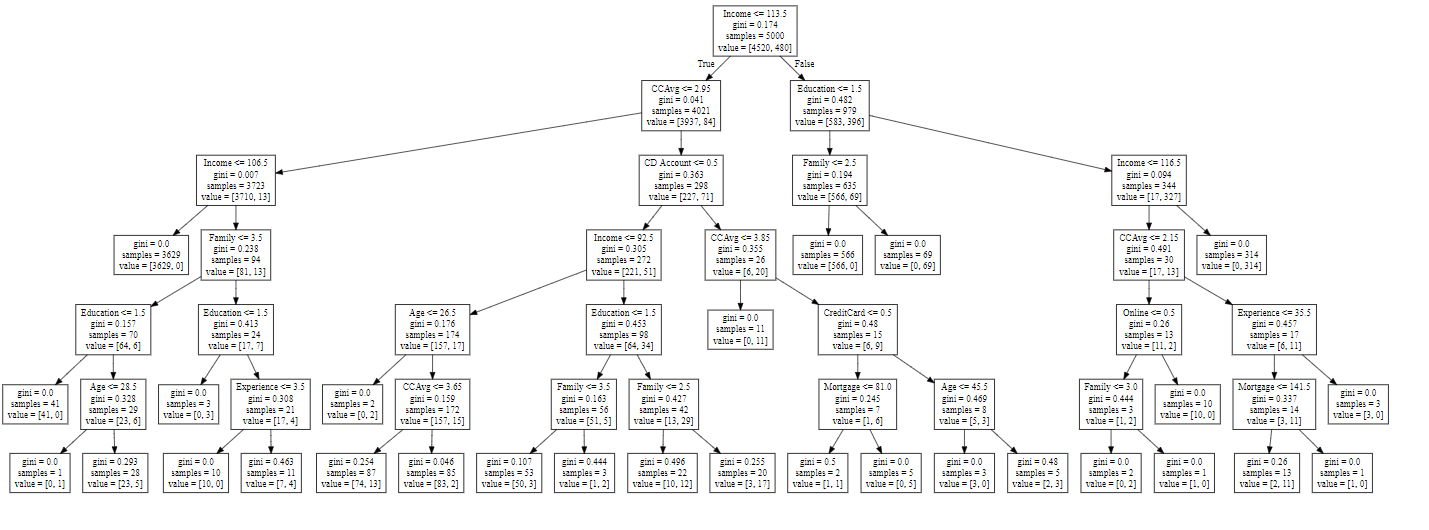 Income <= 113.5
gini = 0.174
samples = 5000
value = [4520, 480]
True
False
CCAvg <= 2.95
gini = 0.041
samples = 4021
value = [3937, 84]
Education <= 1.5
gini = 0.482
samples = 979
value = [583, 396]
Income <= 106.5
gini = 0.007
samples = 3723
value = [3710, 13]
CD Account <= 0.5
gini = 0.363
samples = 298
value = [227, 71]
Family <= 2.5
gini = 0.194
samples = 635
value = [566, 69]
Income <= 116.5
gini = 0.094
samples = 344
value = [17, 327]
gini = 0.0
samples = 3629
value = [3629, 0]
Family <= 3.5
gini = 0.238
samples = 94
value = [81, 13]
Income <= 92.5
gini = 0.305
samples = 272
value = [221, 51]
CCAvg <= 3.85
gini = 0.355
samples = 26
value = [6, 20]
gini = 0.0
samples = 566
value = [566, 0]
gini = 0.0
samples = 69
value = [0, 69]
CCAvg <= 2.15
gini = 0.491
samples = 30
value = [17, 13]
gini = 0.0
samples = 314
value = [0, 314]
Education <= 1.5
gini = 0.157
samples = 70
value = [64, 6]
Education <= 1.5
gini = 0.413
samples = 24
value = [17, 7]
Age <= 26.5
gini = 0.176
samples = 174
value = [157, 17]
Education <= 1.5
gini = 0.453
samples = 98
value = [64, 34]
gini = 0.0
samples = 11
value = [0, 11]
CreditCard <= 0.5
gini = 0.48
samples = 15
value = [6, 9]
Online <= 0.5
gini = 0.26
samples = 13
value = [11, 2]
Experience <= 35.5
gini = 0.457
samples = 17
value = [6, 11]
gini = 0.0
samples = 41
value = [41, 0]
Age <= 28.5
gini = 0.328
samples = 29
value = [23, 6]
gini = 0.0
samples = 3
value = [0, 3]
Experience <= 3.5
gini = 0.308
samples = 21
value = [17, 4]
gini = 0.0
samples = 2
value = [0, 2]
CCAvg <= 3.65
gini = 0.159
samples = 172
value = [157, 15]
Family <= 3.5
gini = 0.163
samples = 56
value = [51, 5]
Family <= 2.5
gini = 0.427
samples = 42
value = [13, 29]
Mortgage <= 81.0
gini = 0.245
samples = 7
value = [1, 6]
Age <= 45.5
gini = 0.469
samples = 8
value = [5, 3]
Family <= 3.0
gini = 0.444
samples = 3
value = [1, 2]
gini = 0.0
samples = 10
value = [10, 0]
Mortgage <= 141.5
gini = 0.337
samples = 14
value = [3, 11]
gini = 0.0
samples = 3
value = [3, 0]
gini = 0.0
samples = 1
value = [0, 1]
gini = 0.293
samples = 28
value = [23, 5]
gini = 0.0
samples = 10
value = [10, 0]
gini = 0.463
samples = 11
value = [7, 4]
gini = 0.254
samples = 87
value = [74, 13]
gini = 0.046
samples = 85
value = [83, 2]
gini = 0.107
samples = 53
value = [50, 3]
gini = 0.444
samples = 3
value = [1, 2]
gini = 0.496
samples = 22
value = [10, 12]
gini = 0.255
samples = 20
value = [3, 17]
gini = 0.5
samples = 2
value = [1, 1]
gini = 0.0
samples = 5
value = [0, 5]
gini = 0.0
samples = 3
value = [3, 0]
gini = 0.48
samples = 5
value = [2, 3]
gini = 0.0
samples = 2
value = [0, 2]
gini = 0.0
samples = 1
value = [1, 0]
gini = 0.26
samples = 13
value = [2, 11]
gini = 0.0
samples = 1
value = [1, 0]